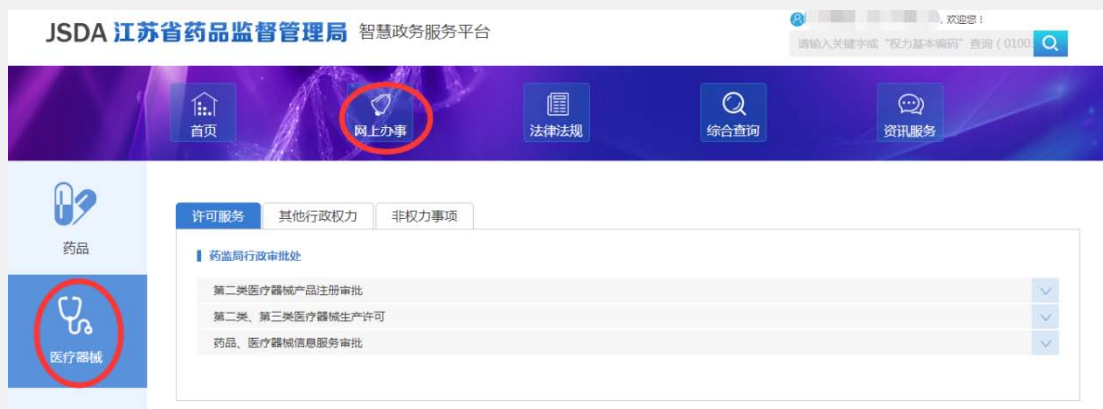 JSDA 江苏省药品监督管理局 智慧政务服务平台
, 欢迎您！
请输入关键字或“权力基本编码”查询（0100
首页
网上办事
法律法规
综合查询
资讯服务
药品
医疗器械
许可服务 其他行政权力 非权力事项
药监局行政审批处
第二类医疗器械产品注册审批
第二类、第三类医疗器械生产许可
药品、医疗器械信息服务审批